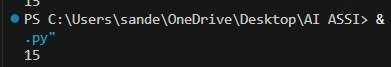 15
PS C:\Users\sande\OneDrive\Desktop\AI ASSI> &
.py"
15